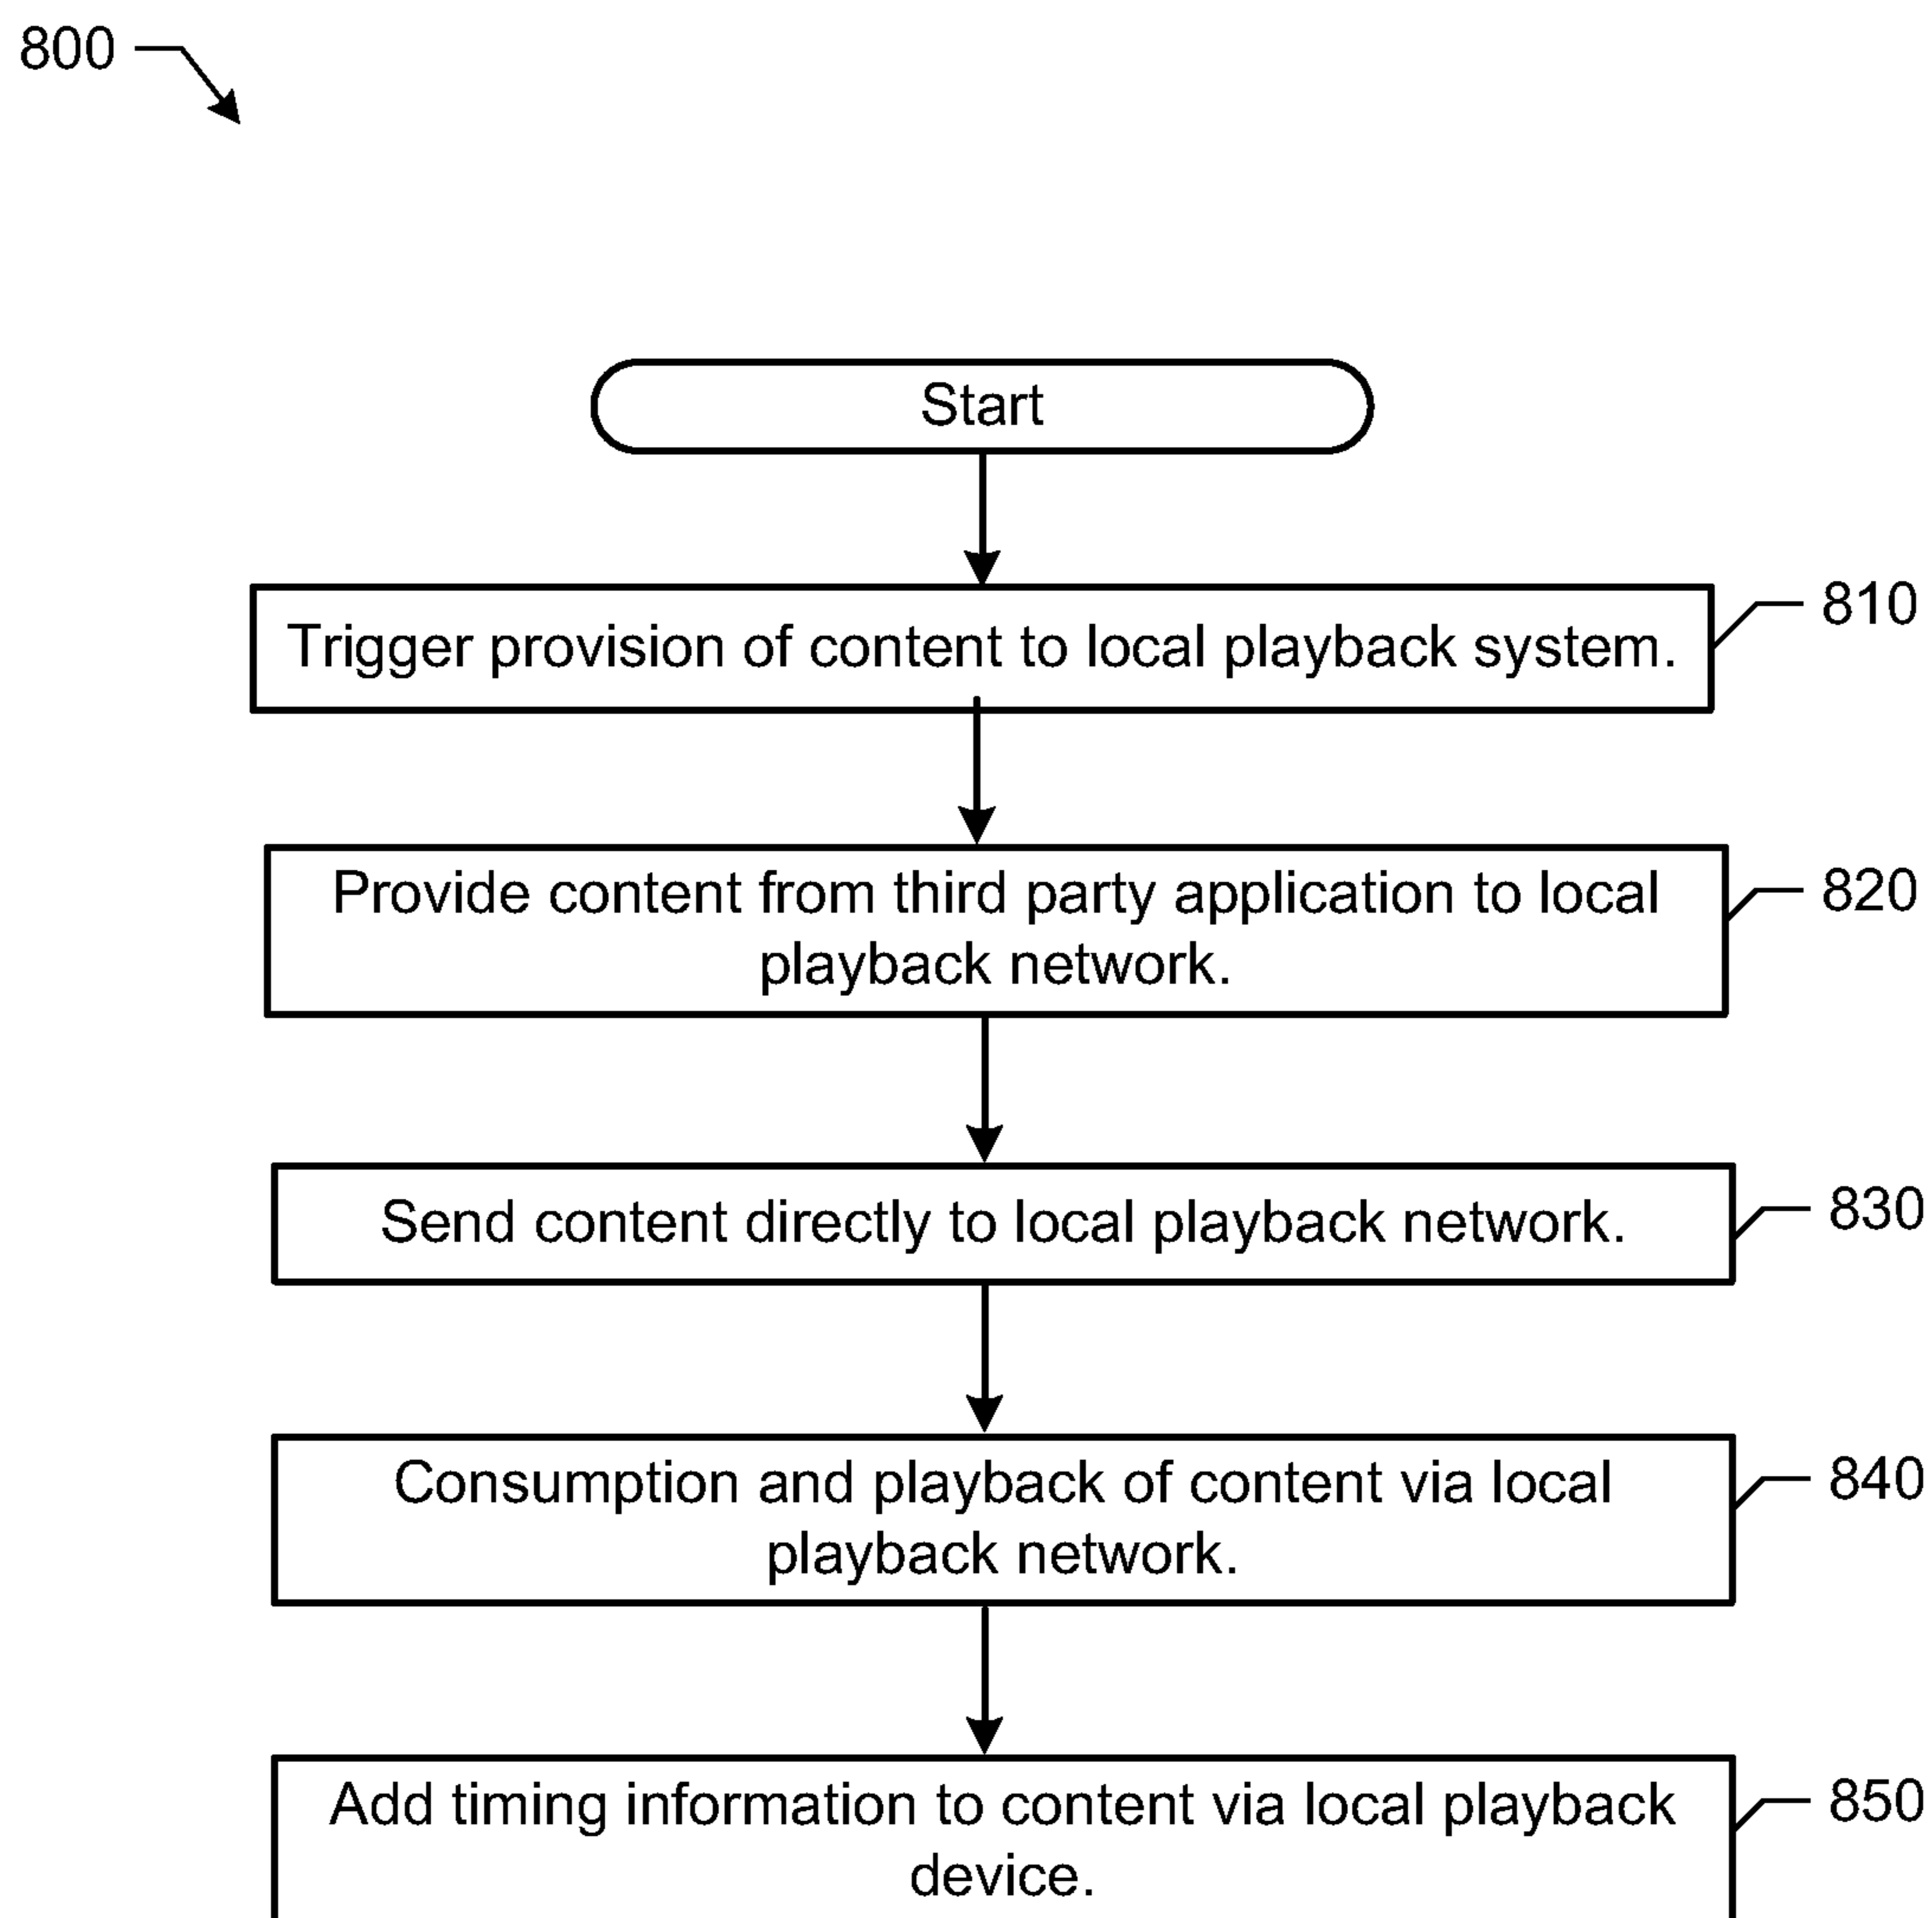 800
Start
Trigger provision of content to local playback system.
810
Provide content from third party application to local
playback network.
820
Send content directly to local playback network.
830
Consumption and playback of content via local
playback network.
840
Add timing information to content via local playback
device.
850